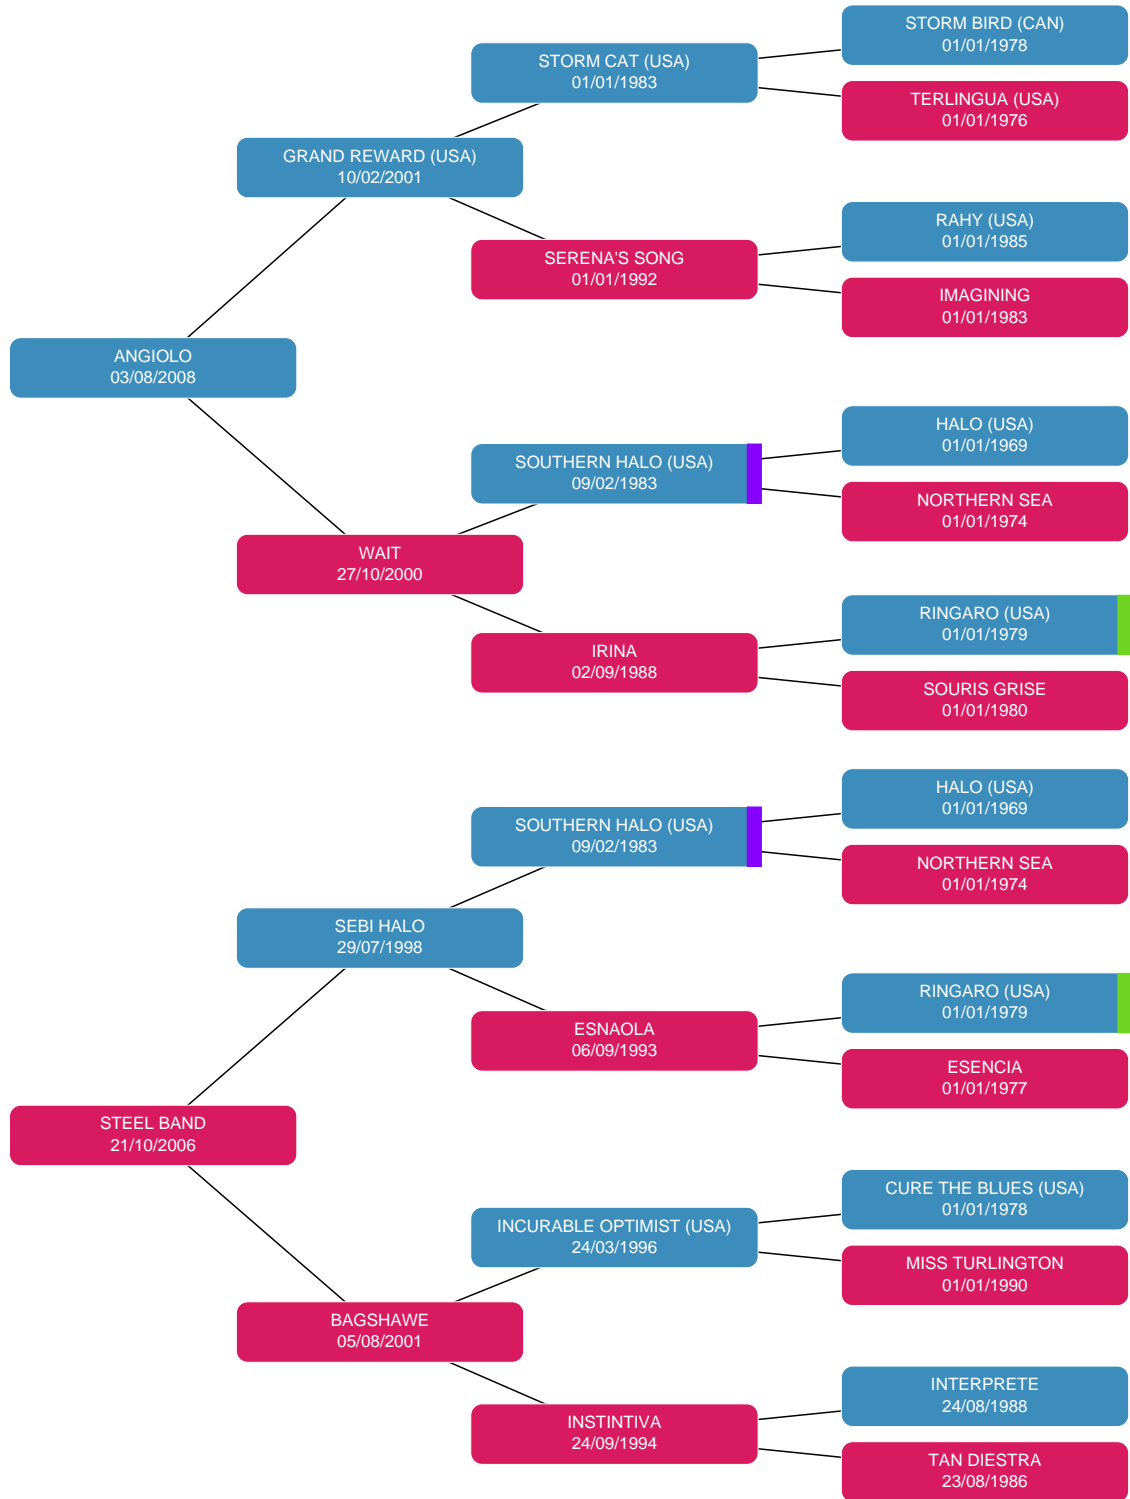 STORM BIRD (CAN)
01/01/1978
STORM CAT (USA)
01/01/1983
TERLINGUA (USA)
01/01/1976
GRAND REWARD (USA)
10/02/2001
RAHY (USA)
01/01/1985
SERENA'S SONG
01/01/1992
IMAGINING
01/01/1983
ANGIOLO
03/08/2008
HALO (USA)
01/01/1969
SOUTHERN HALO (USA)
09/02/1983
NORTHERN SEA
01/01/1974
WAIT
27/10/2000
RINGARO (USA)
01/01/1979
IRINA
02/09/1988
SOURIS GRISE
01/01/1980
HALO (USA)
01/01/1969
SOUTHERN HALO (USA)
09/02/1983
NORTHERN SEA
01/01/1974
SEBI HALO
29/07/1998
RINGARO (USA)
01/01/1979
ESNAOLA
06/09/1993
ESENCIA
01/01/1977
STEEL BAND
21/10/2006
CURE THE BLUES (USA)
01/01/1978
INCURABLE OPTIMIST (USA)
24/03/1996
MISS TURLINGTON
01/01/1990
BAGSHAWE
05/08/2001
INTERPRETE
24/08/1988
INSTINTIVA
24/09/1994
TAN DIESTRA
23/08/1986